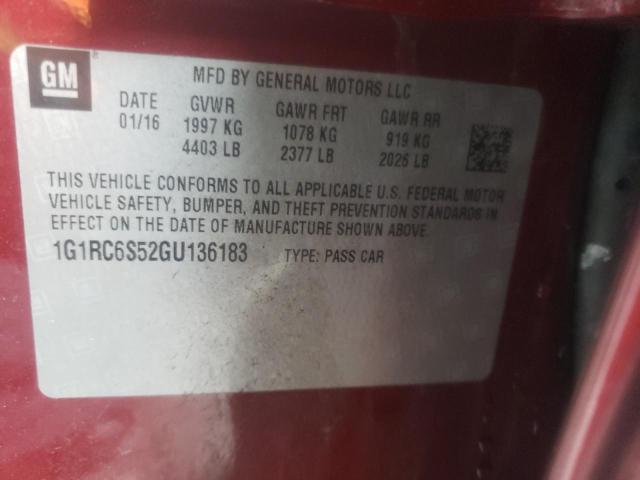 GM
MFD BY GENERAL MOTORS LLC
DATE GVWR GAWR FRT GAWR RR
01/16 1997 KG 1078 KG 919 KG
4403 LB 2377 LB 2026 LB
THIS VEHICLE CONFORMS TO ALL APPLICABLE U.S. FEDERAL MOTOR
VEHICLE SAFETY, BUMPER, AND THEFT PREVENTION STANDARDS IN
EFFECT ON THE DATE OF MANUFACTURE SHOWN ABOVE.
1G1RC6S52GU136183 TYPE: PASS CAR